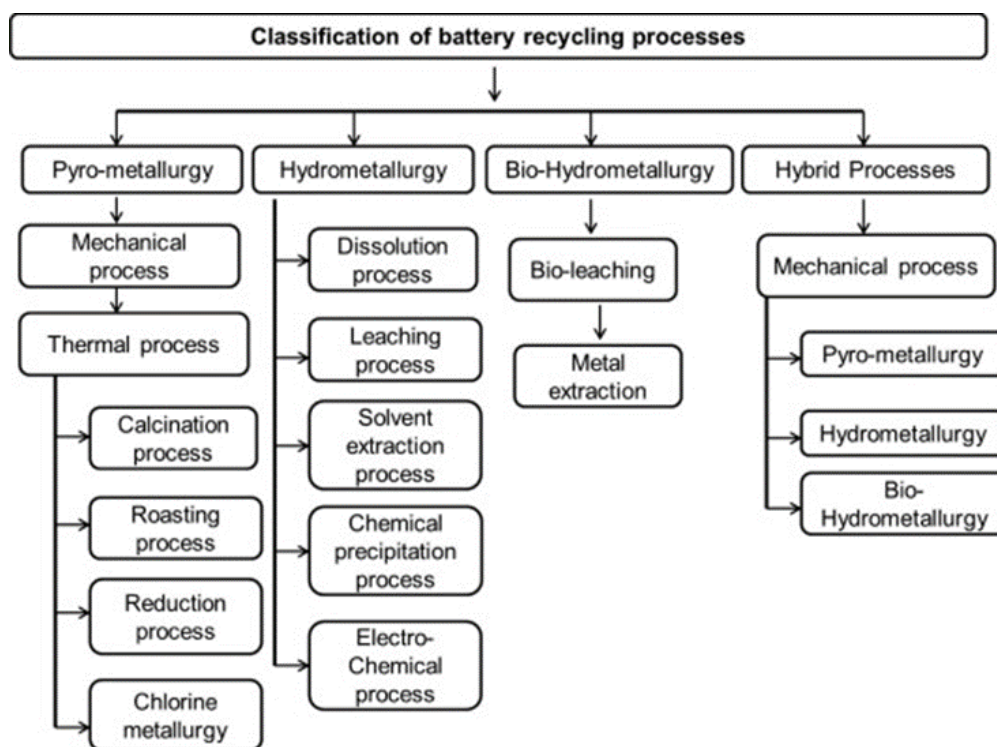 Classification of battery recycling processes
Pyro-metallurgy
Hydrometallurgy
Bio-Hydrometallurgy
Hybrid Processes
Mechanical
process
Thermal process
Calcination
process
Roasting
process
Reduction
process
Chlorine
metallurgy
Dissolution
process
Leaching
process
Solvent
extraction
process
Chemical
precipitation
process
Electro-
Chemical
process
Bio-leaching
Metal
extraction
Mechanical process
Pyro-metallurgy
Hydrometallurgy
Bio-
Hydrometallurgy